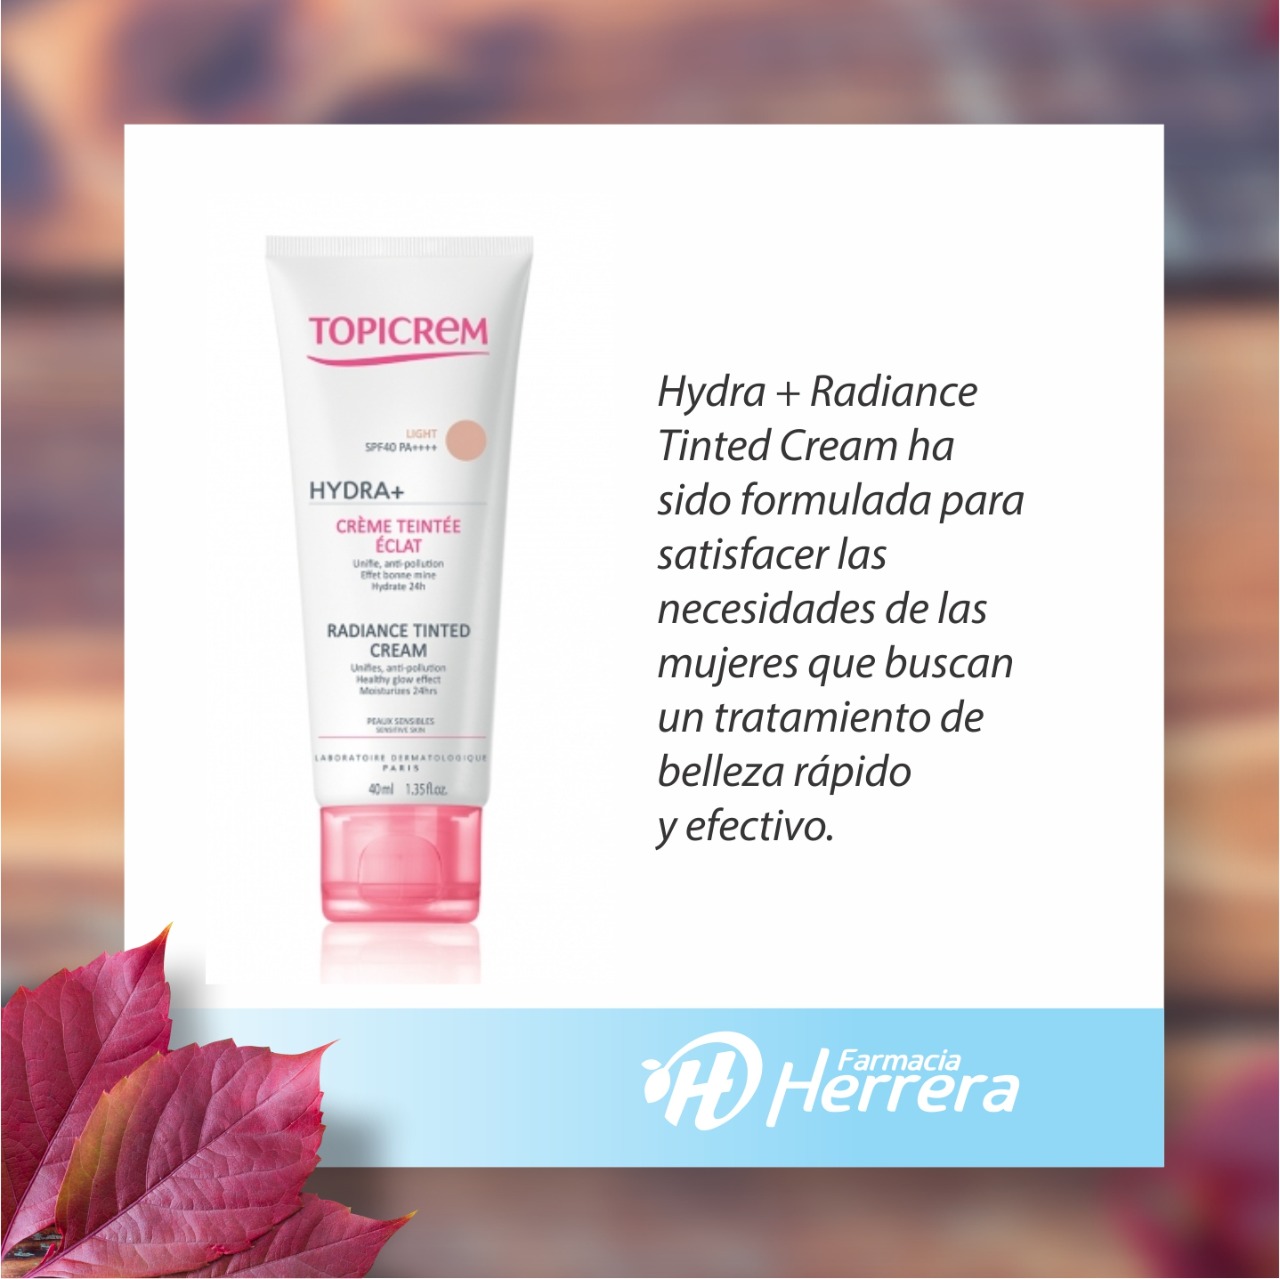 TOPICREM
LIGHT
SPF40 PA++++
HYDRA+
CRÈME TEINTÉE
ÉCLAT
Unifie, anti-pollution
Effet bonne mine
Hydrate 24h
RADIANCE TINTED
CREAM
Unifies, anti-pollution
Healthy glow effect
Moisturizes 24hrs
PEAUX SENSIBLES
SENSITIVE SKIN
LABORATOIRE DERMATOLOGIQUE
PARIS
40ml 1.35fl.oz.
Hydra + Radiance
Tinted Cream ha
sido formulada para
satisfacer las
necesidades de las
mujeres que buscan
un tratamiento de
belleza rápido
y efectivo.
H Farmacia
Herrera